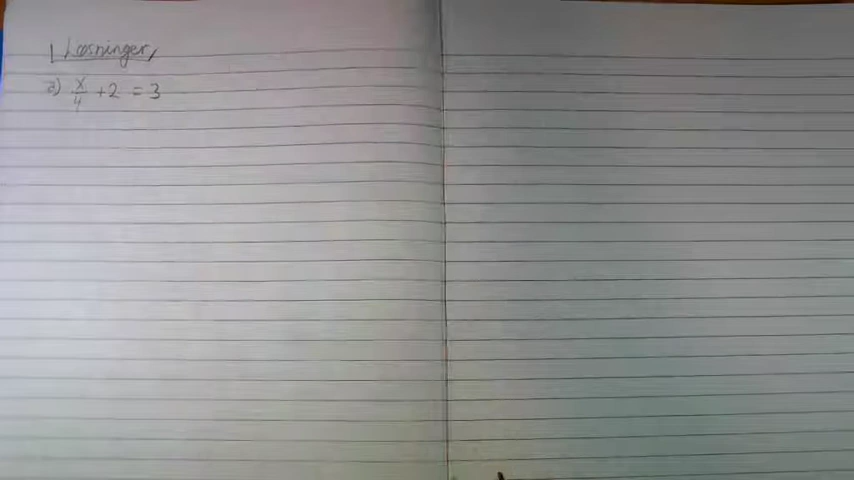 Løsninger,
a) x/4 + 2 = 3